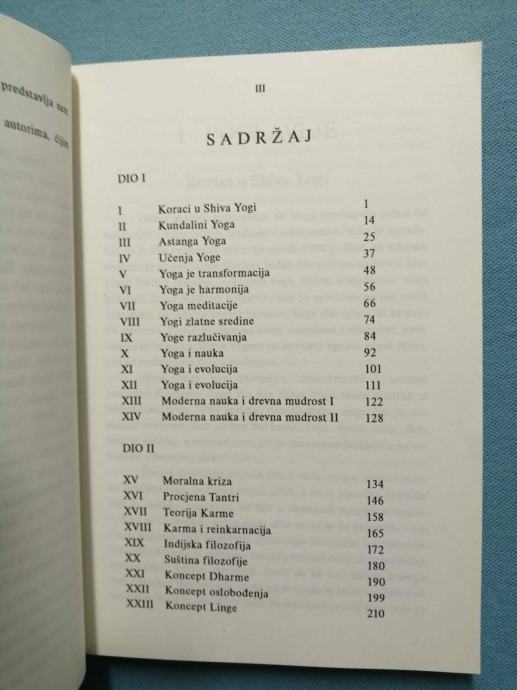 predstavlja sam
autorima, čijim
III
SADRŽAJ
DIO I
I Koraci u Shiva Yogi 1
II Kundalini Yoga 14
III Astanga Yoga 25
IV Učenja Yoge 37
V Yoga je transformacija 48
VI Yoga je harmonija 56
VII Yoga meditacije 66
VIII Yogi zlatne sredine 74
IX Yoge razlučivanja 84
X Yoga i nauka 92
XI Yoga i evolucija 101
XII Yoga i evolucija 111
XIII Moderna nauka i drevna mudrost I 122
XIV Moderna nauka i drevna mudrost II 128
DIO II
XV Moralna kriza 134
XVI Procjena Tantri 146
XVII Teorija Karme 158
XVIII Karma i reinkarnacija 165
XIX Indijska filozofija 172
XX Suština filozofije 180
XXI Koncept Dharme 190
XXII Koncept oslobođenja 199
XXIII Koncept Linge 210